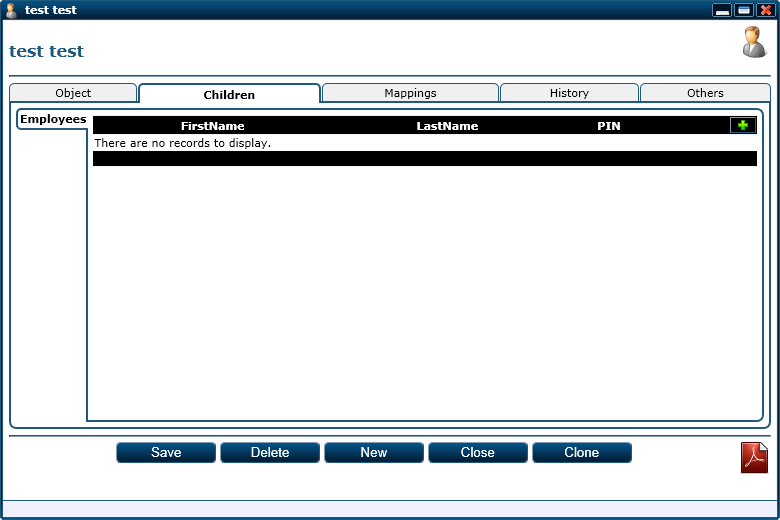 test test
test test
Object Children Mappings History Others
Employees
FirstName LastName PIN
There are no records to display.
Save Delete New Close Clone